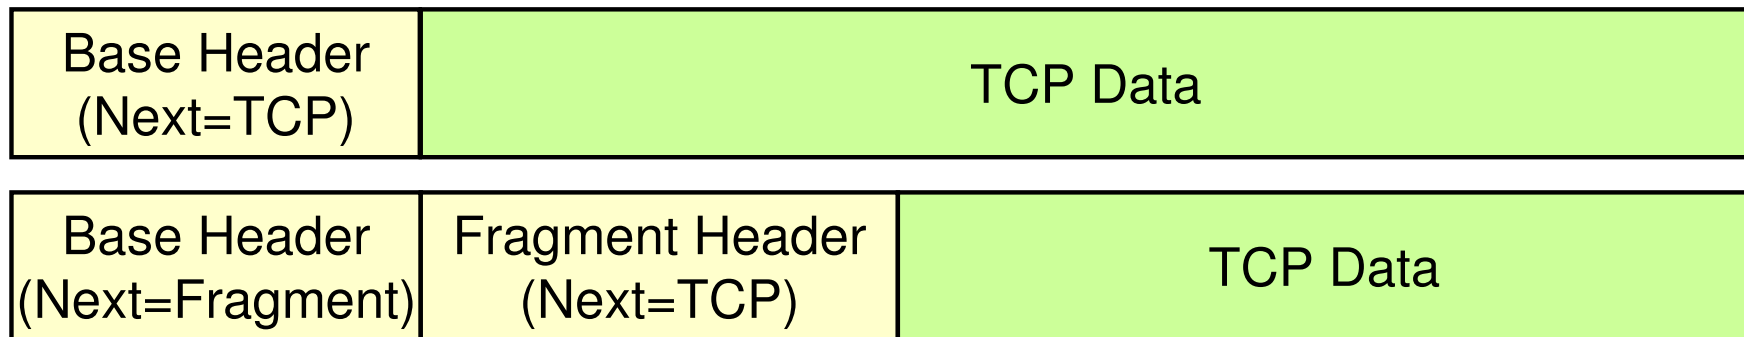 Base Header
(Next=TCP)
TCP Data
Base Header
(Next=Fragment)
Fragment Header
(Next=TCP)
TCP Data